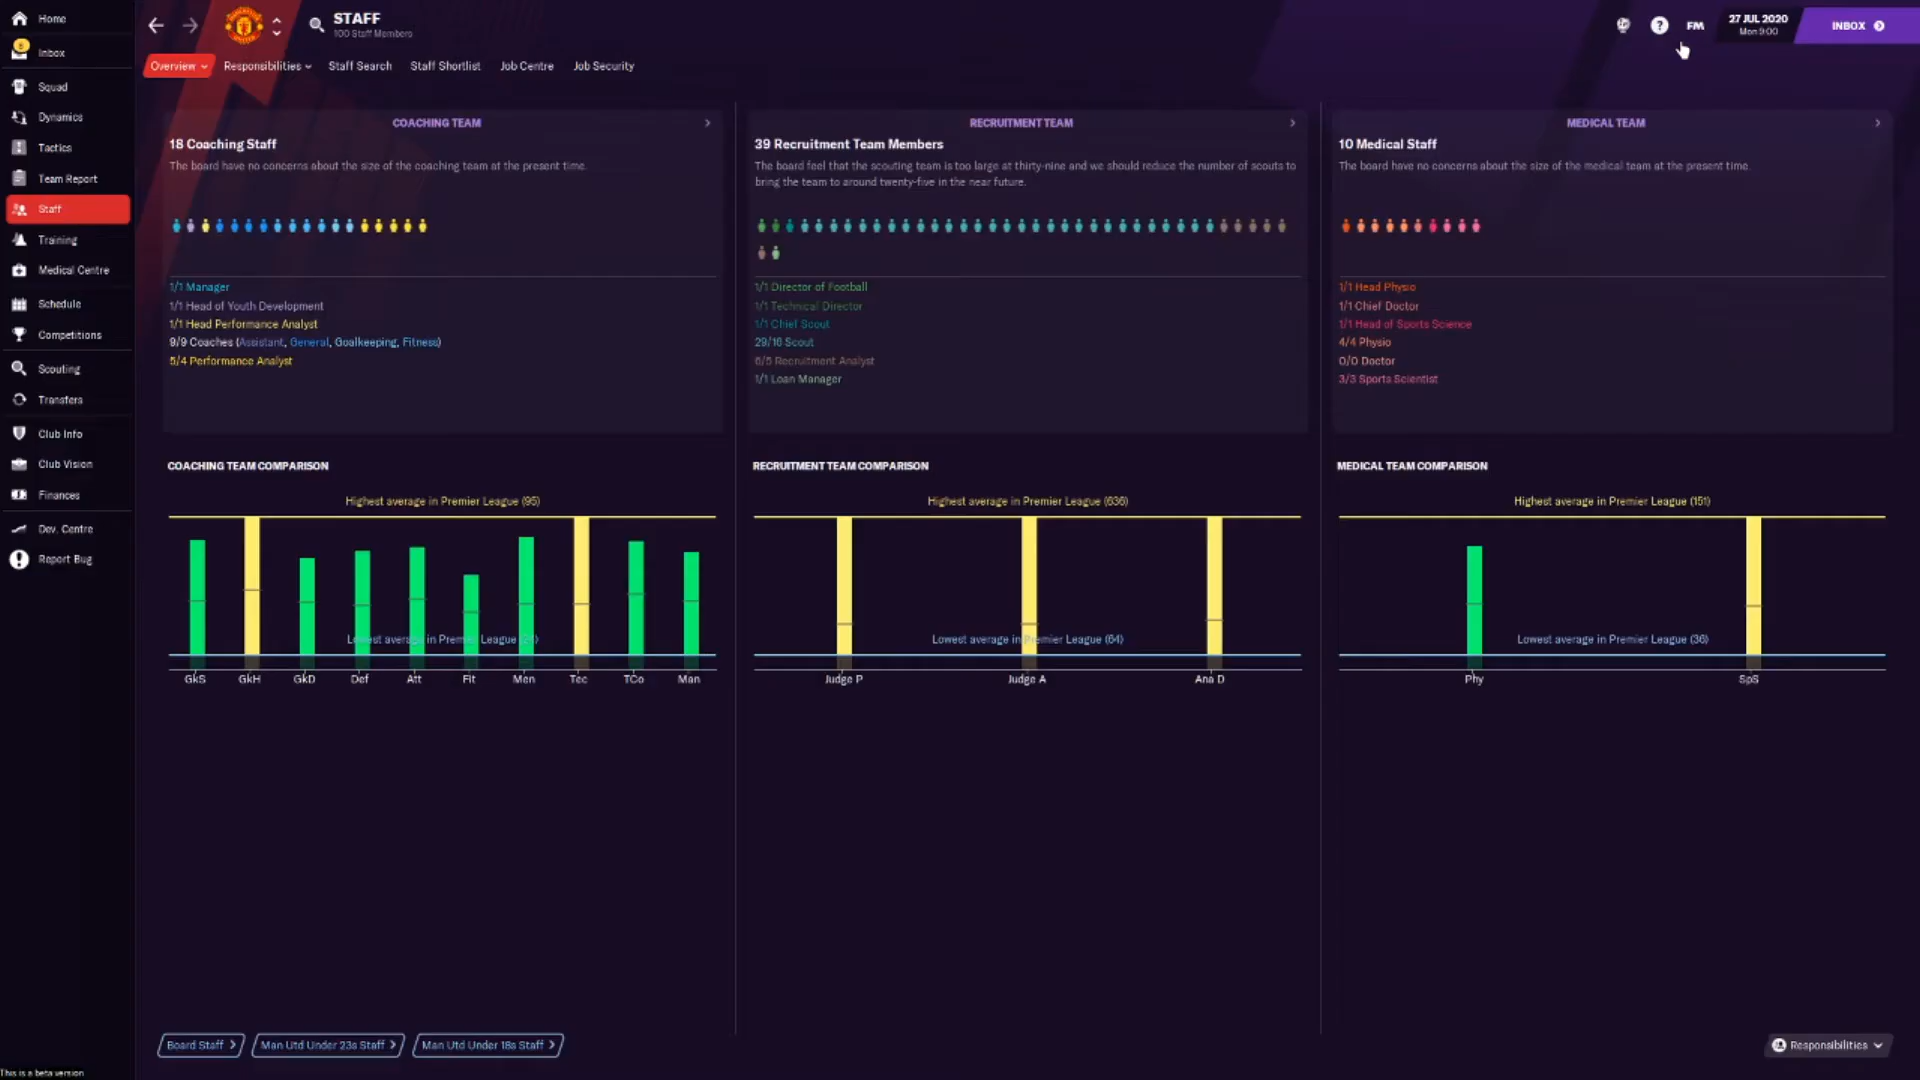 Home
Inbox
Squad
Dynamics
Tactics
Team Report
Staff
Training
Medical Centre
Schedule
Competitions
Scouting
Transfers
Club Info
Club Vision
Finances
Dev. Centre
Report Bug
This is a beta version
STAFF
100 Staff Members
FM
27 JUL 2020
Mon 9:00
INBOX
Overview
Responsibilities
Staff Search
Staff Shortlist
Job Centre
Job Security
COACHING TEAM
18 Coaching Staff
The board have no concerns about the size of the coaching team at the present time.
1/1 Manager
1/1 Head of Youth Development
1/1 Head Performance Analyst
9/9 Coaches (Assistant, General, Goalkeeping, Fitness)
5/4 Performance Analyst
RECRUITMENT TEAM
39 Recruitment Team Members
The board feel that the scouting team is too large at thirty-nine and we should reduce the number of scouts to
bring the team to around twenty-five in the near future.
1/1 Director of Football
1/1 Technical Director
1/1 Chief Scout
29/16 Scout
6/5 Recruitment Analyst
1/1 Loan Manager
MEDICAL TEAM
10 Medical Staff
The board have no concerns about the size of the medical team at the present time.
1/1 Head Physio
1/1 Chief Doctor
1/1 Head of Sports Science
4/4 Physio
0/0 Doctor
3/3 Sports Scientist
COACHING TEAM COMPARISON
Highest average in Premier League (95)
Lowest average in Premier League
GkS GkH GkD Def Att Fit Men Tec TCo Man
RECRUITMENT TEAM COMPARISON
Highest average in Premier League (636)
Lowest average in Premier League (64)
Judge P Judge A Ana D
MEDICAL TEAM COMPARISON
Highest average in Premier League (151)
Lowest average in Premier League (36)
Phy SpS
Board Staff
Man Utd Under 23s Staff
Man Utd Under 18s Staff
Responsibilities